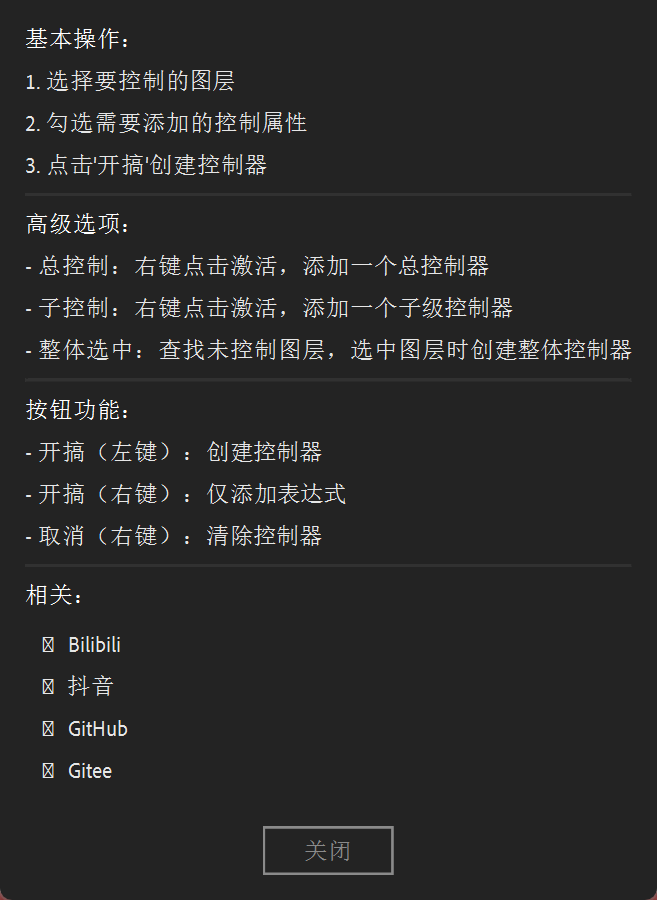 基本操作：
1. 选择要控制的图层
2. 勾选需要添加的控制属性
3. 点击'开搞'创建控制器
高级选项：
- 总控制：右键点击激活，添加一个总控制器
- 子控制：右键点击激活，添加一个子级控制器
- 整体选中：查找未控制图层，选中图层时创建整体控制器
按钮功能：
- 开搞（左键）：创建控制器
- 开搞（右键）：仅添加表达式
- 取消（右键）：清除控制器
相关：
Bilibili
抖音
GitHub
Gitee
关闭